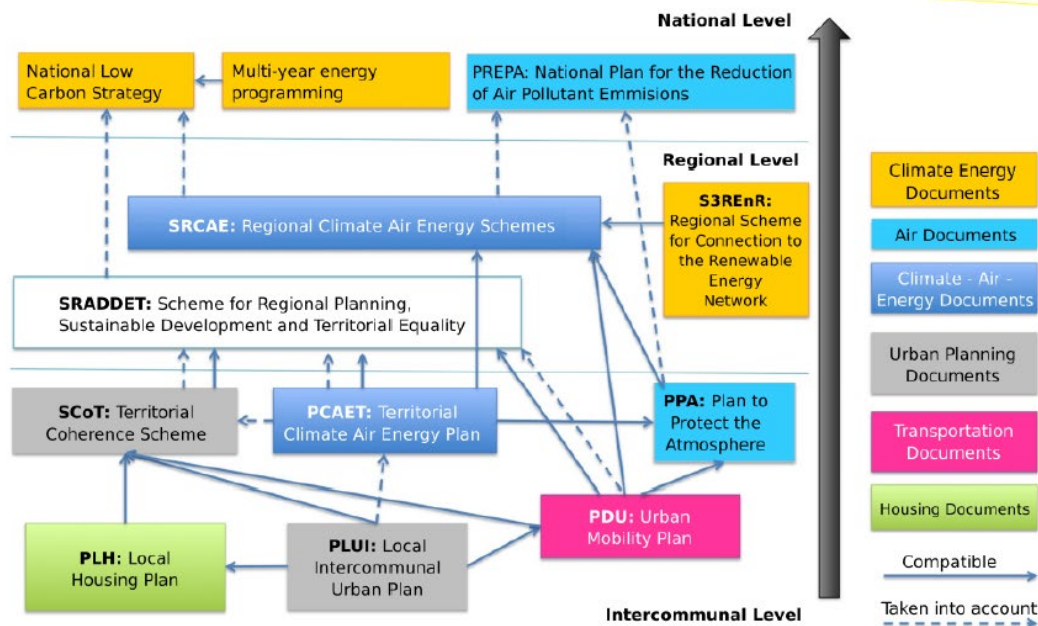 National Level
National Low
Carbon Strategy
Multi-year energy
programming
PREPA: National Plan for the Reduction
of Air Pollutant Emmisions
Regional Level
SRCAE: Regional Climate Air Energy Schemes
S3REnR:
Regional Scheme
for Connection to
the Renewable
Energy
Network
SRADDET: Scheme for Regional Planning,
Sustainable Development and Territorial Equality
SCoT: Territorial
Coherence Scheme
PCAET: Territorial
Climate Air Energy Plan
PPA: Plan to
Protect the
Atmosphere
PLH: Local
Housing Plan
PLUI: Local
Intercommunal
Urban Plan
PDU: Urban
Mobility Plan
Intercommunal Level
Climate Energy
Documents
Air Documents
Climate - Air -
Energy Documents
Urban Planning
Documents
Transportation
Documents
Housing Documents
Compatible
Taken into account